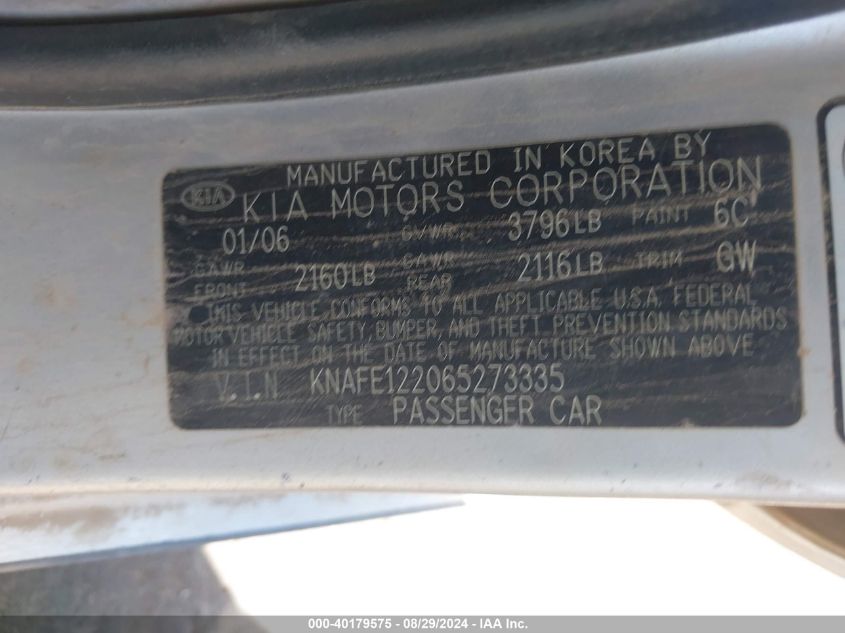 MANUFACTURED IN KOREA BY
KIA KIA MOTORS CORPORATION
01/06 GVWR 3796LB PAINT 6C
GAWR FRONT 2160LB GAWR REAR 2116LB TRIM GW
THIS VEHICLE CONFORMS TO ALL APPLICABLE U.S.A. FEDERAL
MOTOR VEHICLE SAFETY, BUMPER, AND THEFT PREVENTION STANDARDS
IN EFFECT ON THE DATE OF MANUFACTURE SHOWN ABOVE
V.I.N KNAFE122065273335
TYPE PASSENGER CAR
000-40179575 - 08/29/2024 - IAA Inc.